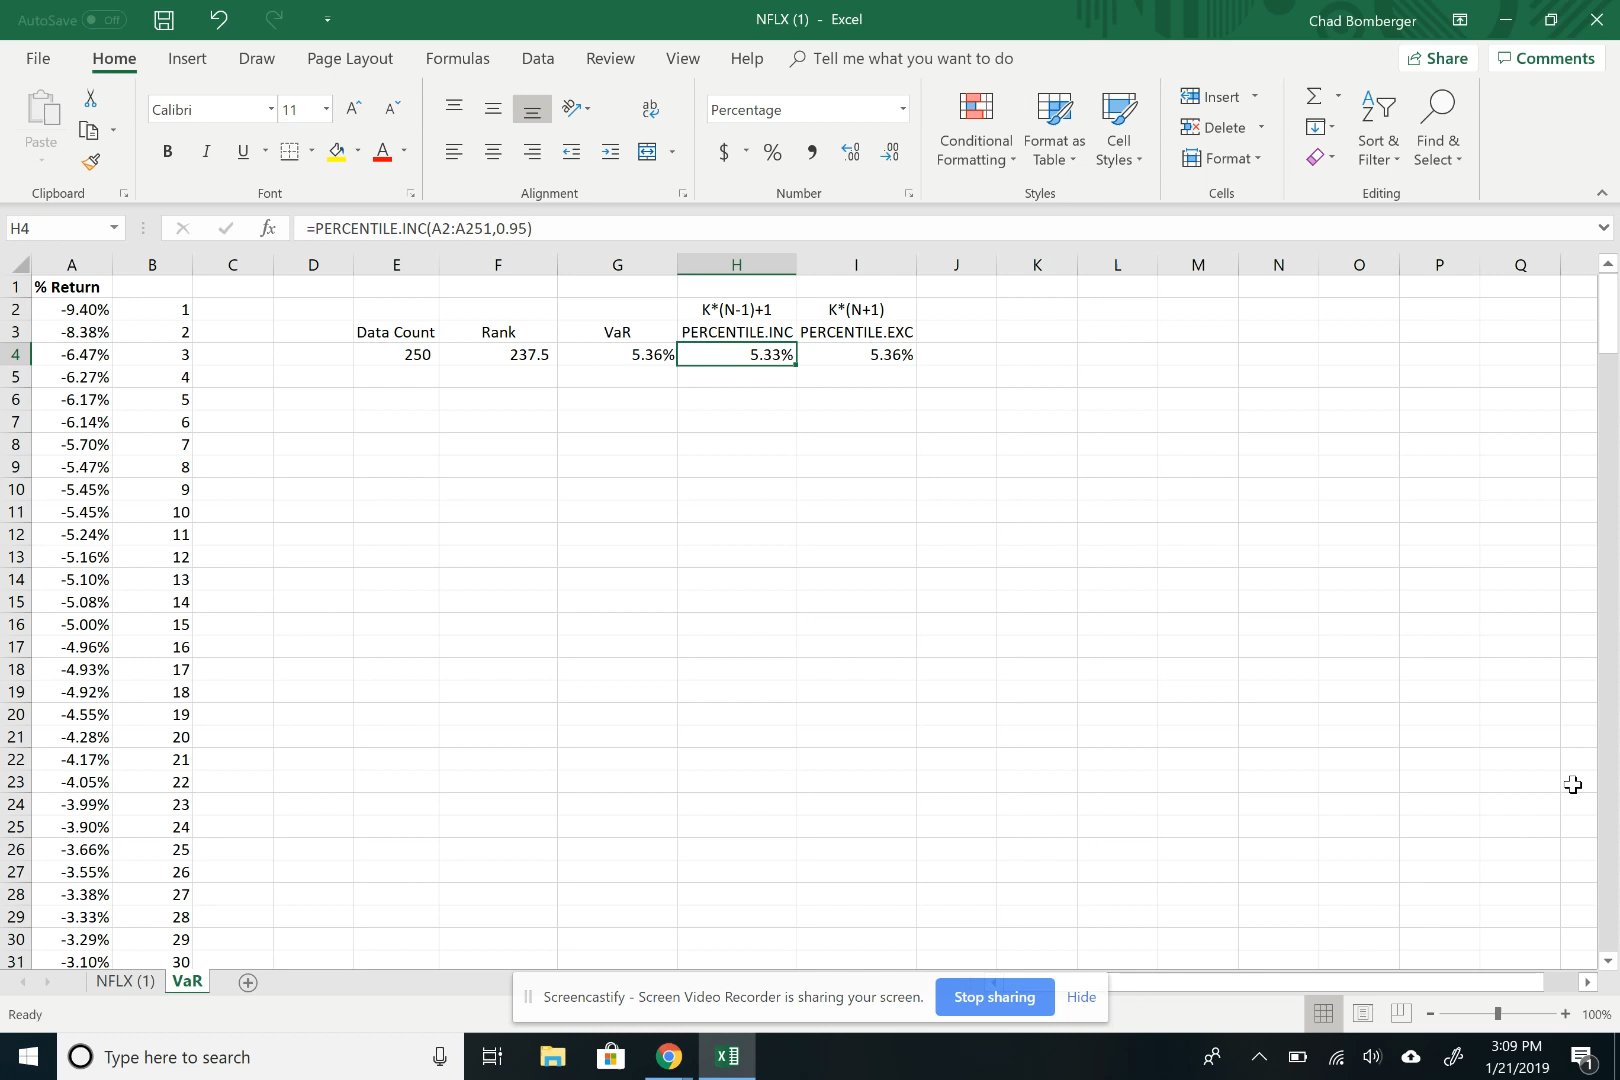 AutoSave Off
NFLX (1) - Excel
Chad Bomberger
File Home Insert Draw Page Layout Formulas Data Review View Help Tell me what you want to do Share Comments
Paste
Calibri 11
B I U
Percentage
$ % ,
Conditional Formatting
Format as Table
Cell Styles
Insert
Delete
Format
Sort & Filter
Find & Select
Clipboard Font Alignment Number Styles Cells Editing
H4 fx =PERCENTILE.INC(A2:A251,0.95)
A B C D E F G H I J K L M N O P Q
1 % Return
2 -9.40% 1 K*(N-1)+1 K*(N+1)
3 -8.38% 2 Data Count Rank VaR PERCENTILE.INC PERCENTILE.EXC
4 -6.47% 3 250 237.5 5.36% 5.33% 5.36%
5 -6.27% 4
6 -6.17% 5
7 -6.14% 6
8 -5.70% 7
9 -5.47% 8
10 -5.45% 9
11 -5.45% 10
12 -5.24% 11
13 -5.16% 12
14 -5.10% 13
15 -5.08% 14
16 -5.00% 15
17 -4.96% 16
18 -4.93% 17
19 -4.92% 18
20 -4.55% 19
21 -4.28% 20
22 -4.17% 21
23 -4.05% 22
24 -3.99% 23
25 -3.90% 24
26 -3.66% 25
27 -3.55% 26
28 -3.38% 27
29 -3.33% 28
30 -3.29% 29
31 -3.10% 30
NFLX (1) VaR
Screencastify - Screen Video Recorder is sharing your screen. Stop sharing Hide
Ready
100%
Type here to search
3:09 PM
1/21/2019
1